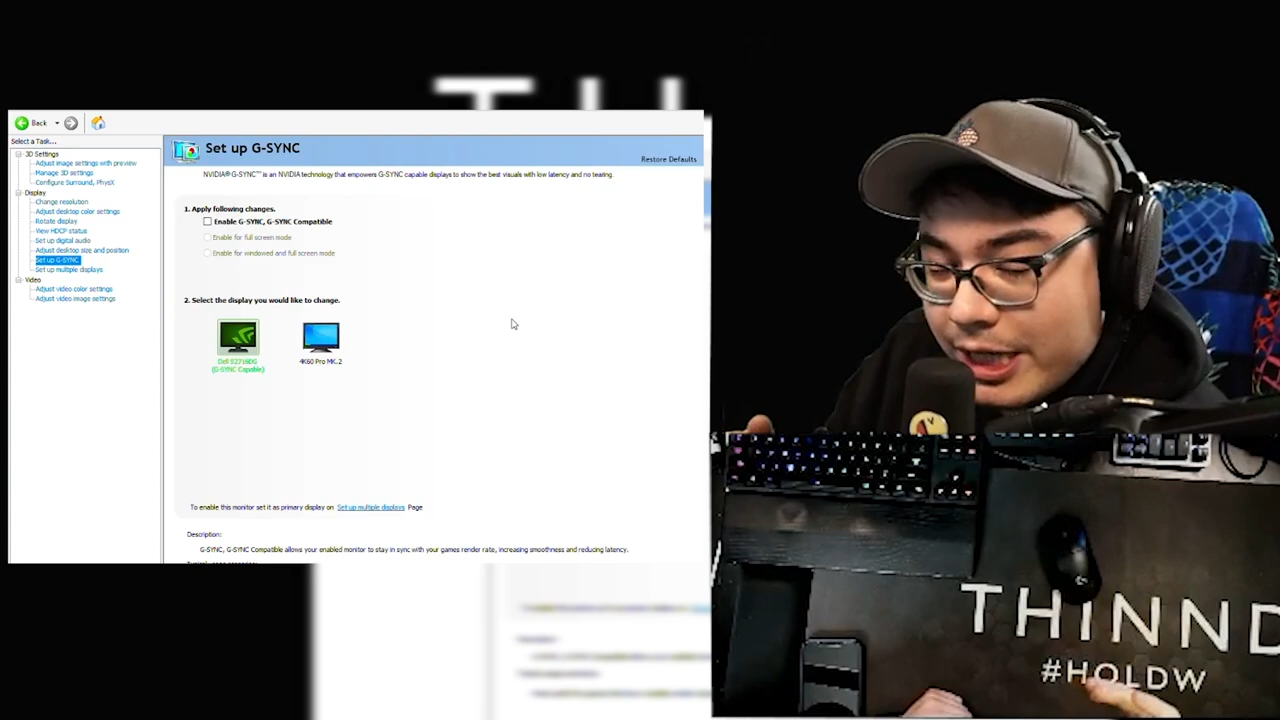 TH
Back
Select a Task...
3D Settings
Adjust image settings with preview
Manage 3D settings
Configure Surround, PhysX
Display
Change resolution
Adjust desktop color settings
Rotate display
View HDCP status
Set up digital audio
Adjust desktop size and position
Set up G-SYNC
Set up multiple displays
Video
Adjust video color settings
Adjust video image settings
Set up G-SYNC
Restore Defaults
NVIDIA® G-SYNC™ is an NVIDIA technology that empowers G-SYNC capable displays to show the best visuals with low latency and no tearing.
1. Apply following changes.
Enable G-SYNC, G-SYNC Compatible
Enable for full screen mode
Enable for windowed and full screen mode
2. Select the display you would like to change.
Dell S2716DG
(G-SYNC Capable)
4K60 Pro MK.2
To enable this monitor set it as primary display on Set up multiple displays Page
Description:
G-SYNC, G-SYNC Compatible allows your enabled monitor to stay in sync with your games render rate, increasing smoothness and reducing latency.
THINND
#HOLDW